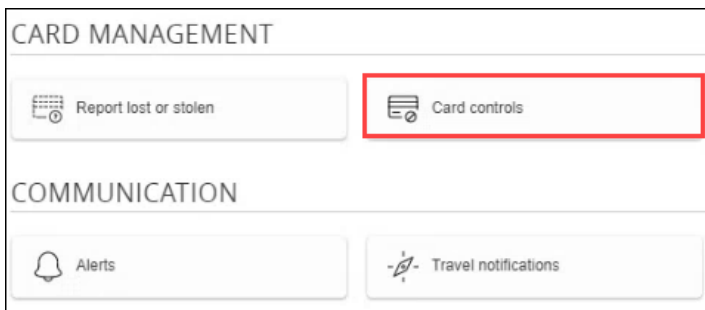 CARD MANAGEMENT
Report lost or stolen
Card controls
COMMUNICATION
Alerts
Travel notifications